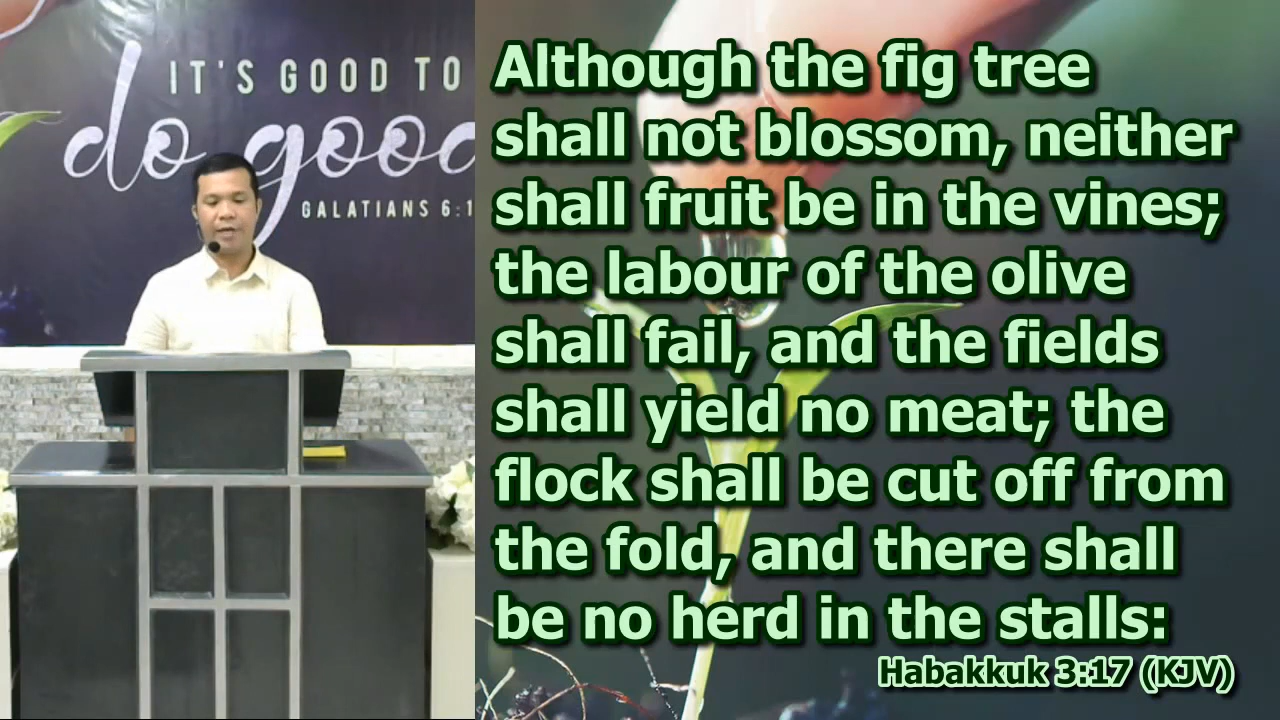 IT'S GOOD TO
do good
GALATIANS 6:1
Although the fig tree
shall not blossom, neither
shall fruit be in the vines;
the labour of the olive
shall fail, and the fields
shall yield no meat; the
flock shall be cut off from
the fold, and there shall
be no herd in the stalls:
Habakkuk 3:17 (KJV)